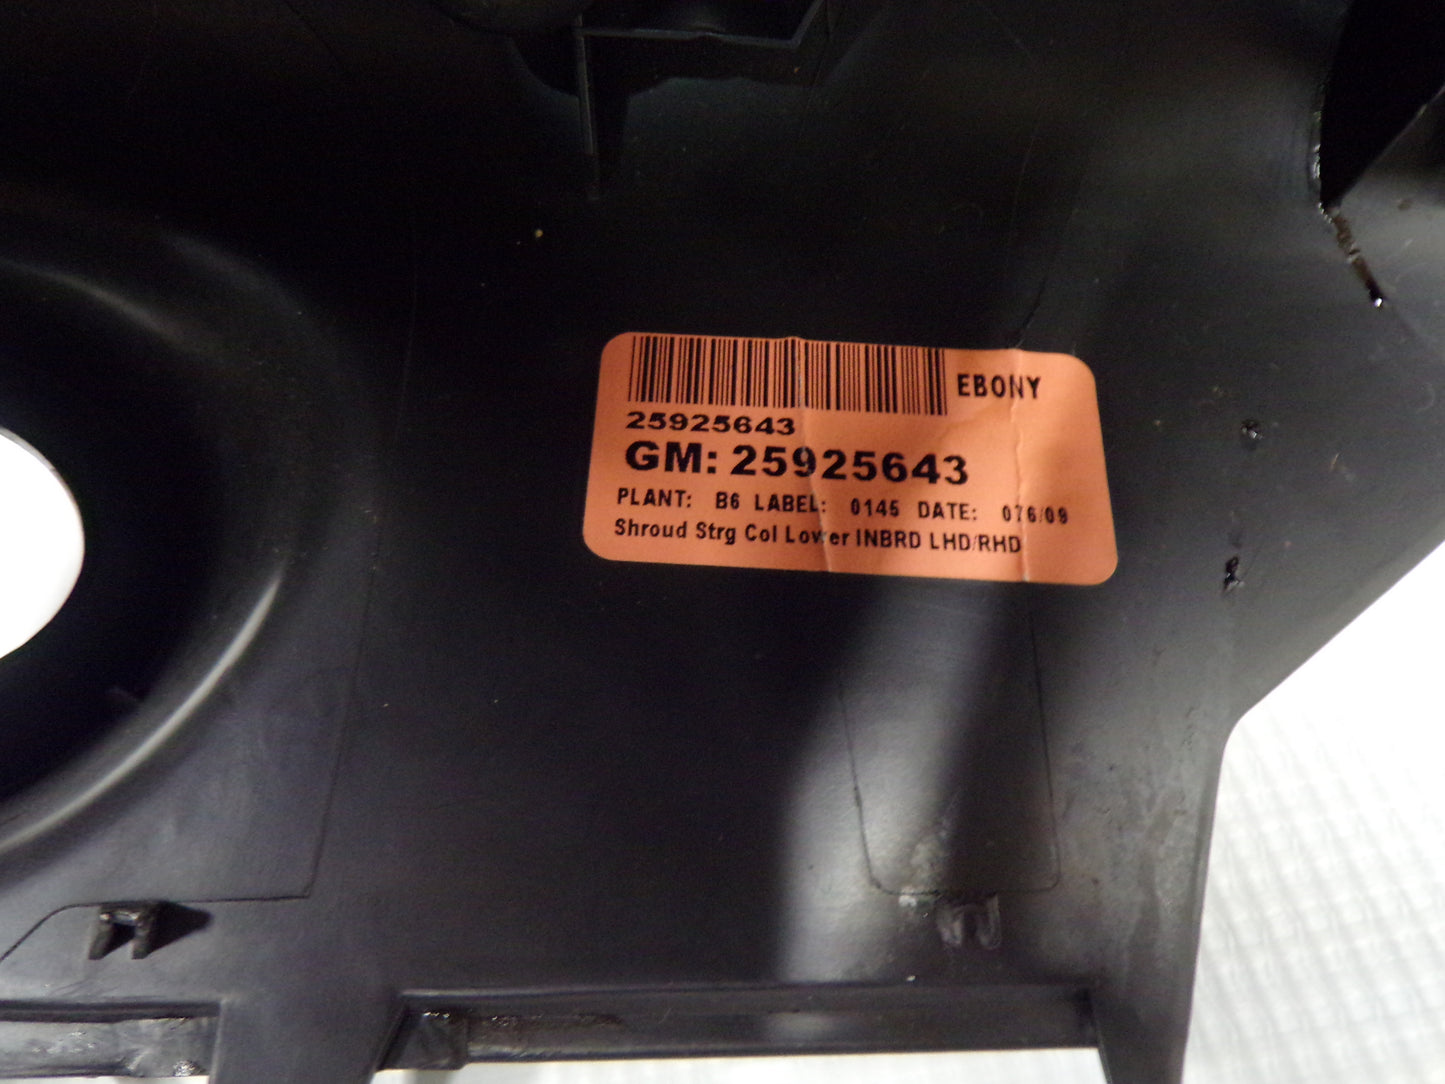 EBONY
25925643
GM: 25925643
PLANT: B6 LABEL: 0145 DATE: 076/09
Shroud Strg Col Lower INBRD LHD/RHD